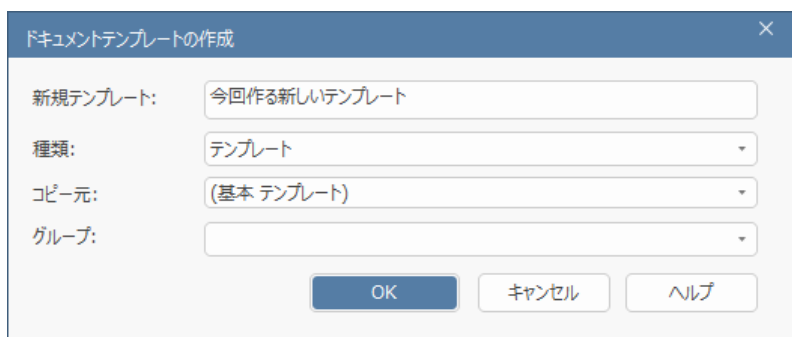 ドキュメントテンプレートの作成
新規テンプレート: 今回作る新しいテンプレート
種類: テンプレート
コピー元: (基本 テンプレート)
グループ:
OK キャンセル ヘルプ